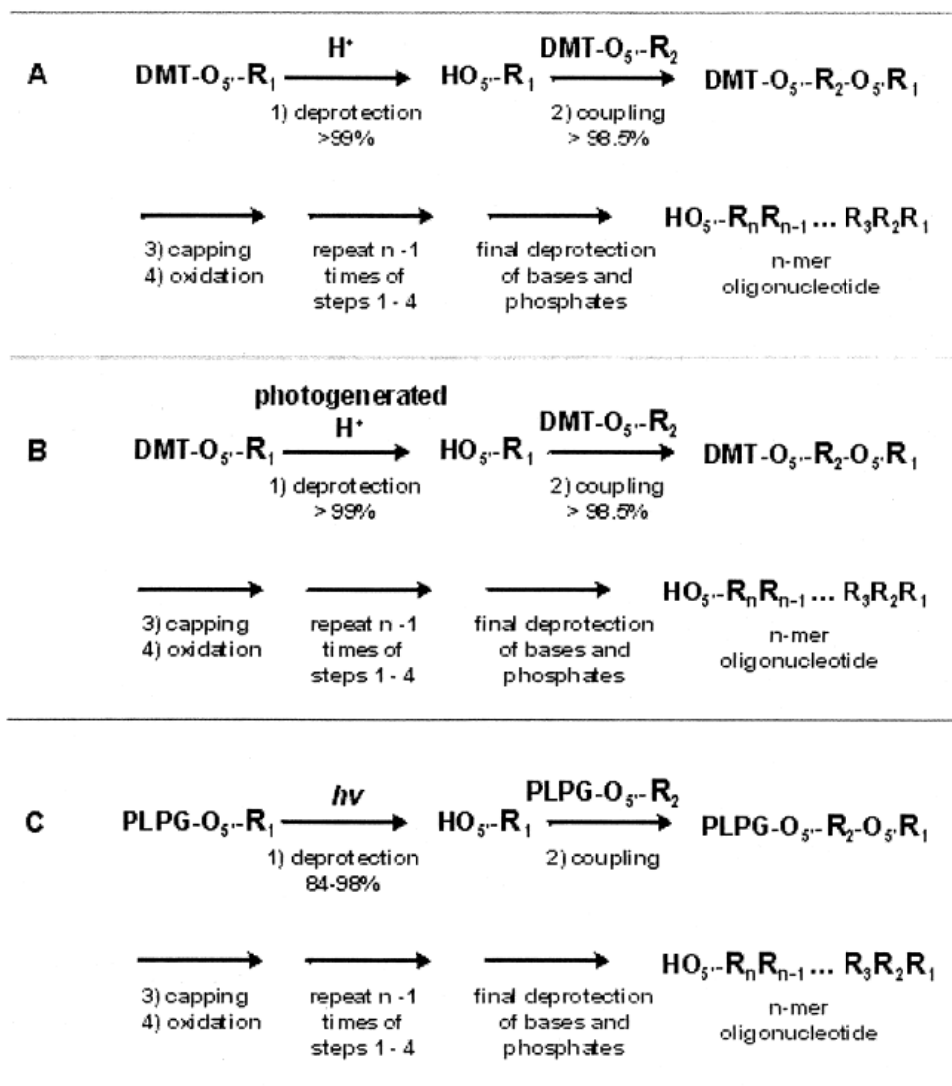 A
H⁺
DMT-O₅'-R₁
HO₅'-R₁
DMT-O₅'-R₂
DMT-O₅'-R₂-O₅'R₁
1) deprotection
>99%
2) coupling
> 98.5%
3) capping
4) oxidation
repeat n -1
times of
steps 1 - 4
final deprotection
of bases and
phosphates
HO₅'-RₙRₙ₋₁ ... R₃R₂R₁
n-mer
oligonucleotide
B
photogenerated
H⁺
DMT-O₅'-R₁
HO₅'-R₁
DMT-O₅'-R₂
DMT-O₅'-R₂-O₅'R₁
1) deprotection
> 99%
2) coupling
> 98.5%
3) capping
4) oxidation
repeat n -1
times of
steps 1 - 4
final deprotection
of bases and
phosphates
HO₅'-RₙRₙ₋₁ ... R₃R₂R₁
n-mer
oligonucleotide
C
hν
PLPG-O₅'-R₁
HO₅'-R₁
PLPG-O₅'-R₂
PLPG-O₅'-R₂-O₅'R₁
1) deprotection
84-98%
2) coupling
3) capping
4) oxidation
repeat n -1
times of
steps 1 - 4
final deprotection
of bases and
phosphates
HO₅'-RₙRₙ₋₁ ... R₃R₂R₁
n-mer
oligonucleotide